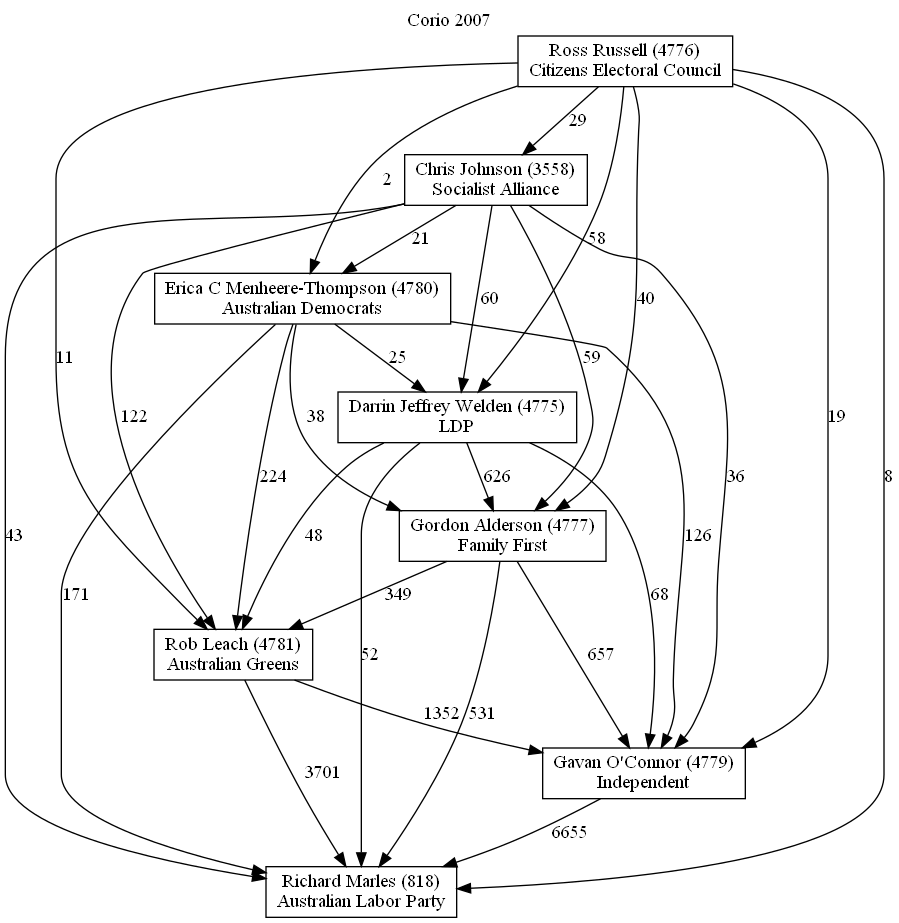 Corio 2007
Ross Russell (4776)
Citizens Electoral Council
29
Chris Johnson (3558)
Socialist Alliance
2
21
58
Erica C Menheere-Thompson (4780)
Australian Democrats
60
40
11
25
59
Darrin Jeffrey Welden (4775)
LDP
122
38
19
224
626
36
8
Gordon Alderson (4777)
Family First
43
48
126
171
349
68
Rob Leach (4781)
Australian Greens
52
657
1352
531
Gavan O'Connor (4779)
Independent
3701
6655
Richard Marles (818)
Australian Labor Party